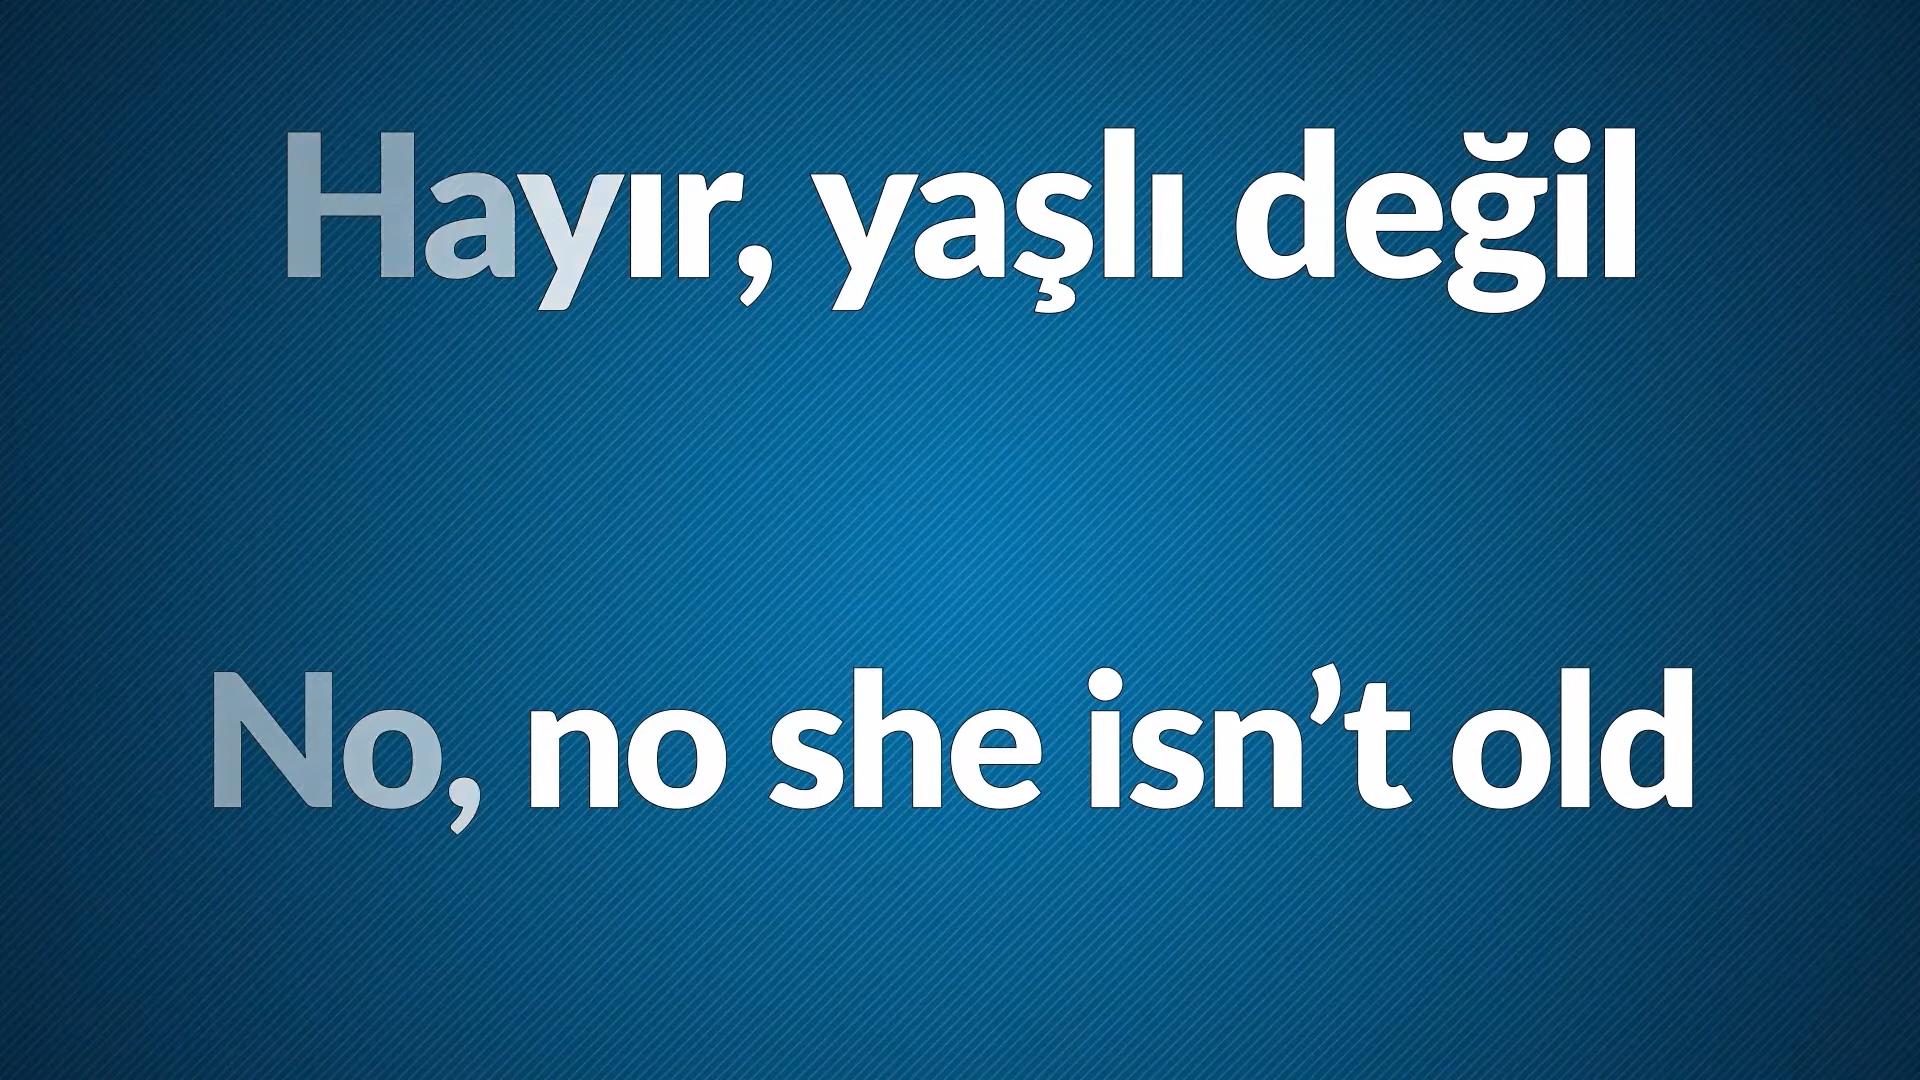 Hayır, yaşlı değil
No, no she isn’t old